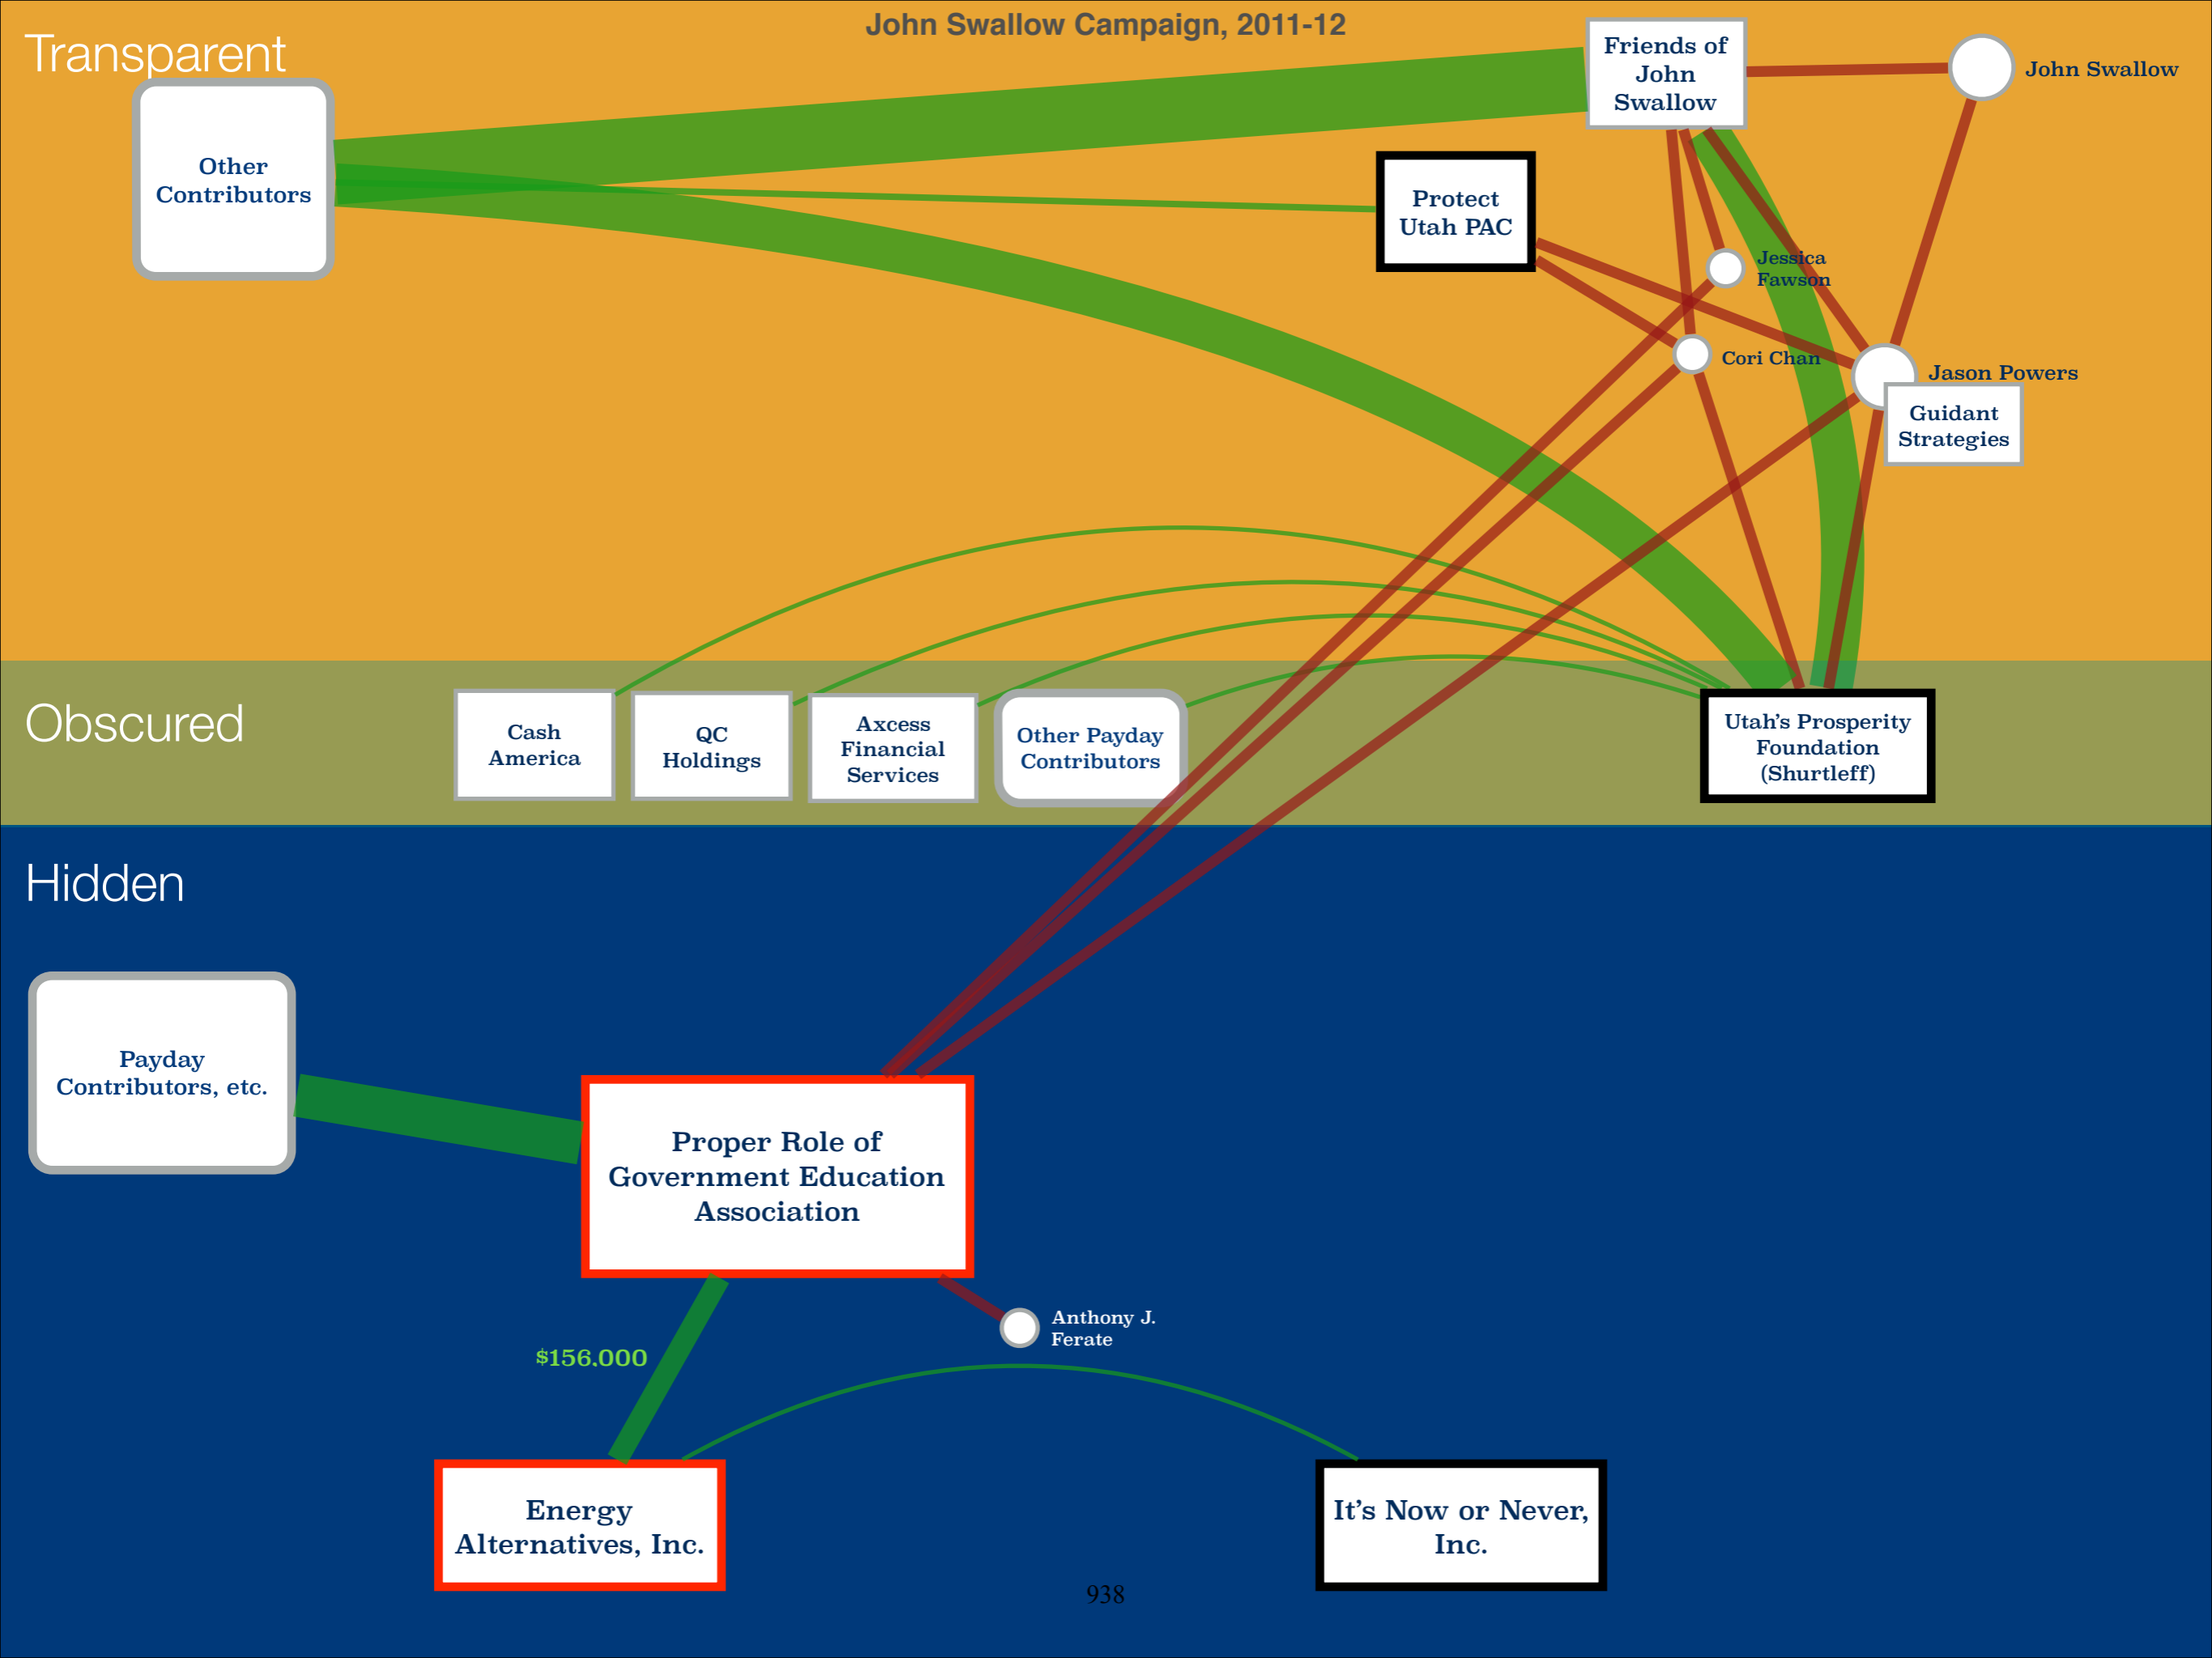 John Swallow Campaign, 2011-12
Transparent
Friends of
John
Swallow
John Swallow
Other
Contributors
Protect
Utah PAC
Jessica
Fawson
Cori Chan
Jason Powers
Guidant
Strategies
Obscured
Cash
America
QC
Holdings
Axcess
Financial
Services
Other Payday
Contributors
Utah’s Prosperity
Foundation
(Shurtleff)
Hidden
Payday
Contributors, etc.
Proper Role of
Government Education
Association
Anthony J.
Ferate
$156,000
Energy
Alternatives, Inc.
It’s Now or Never,
Inc.
938